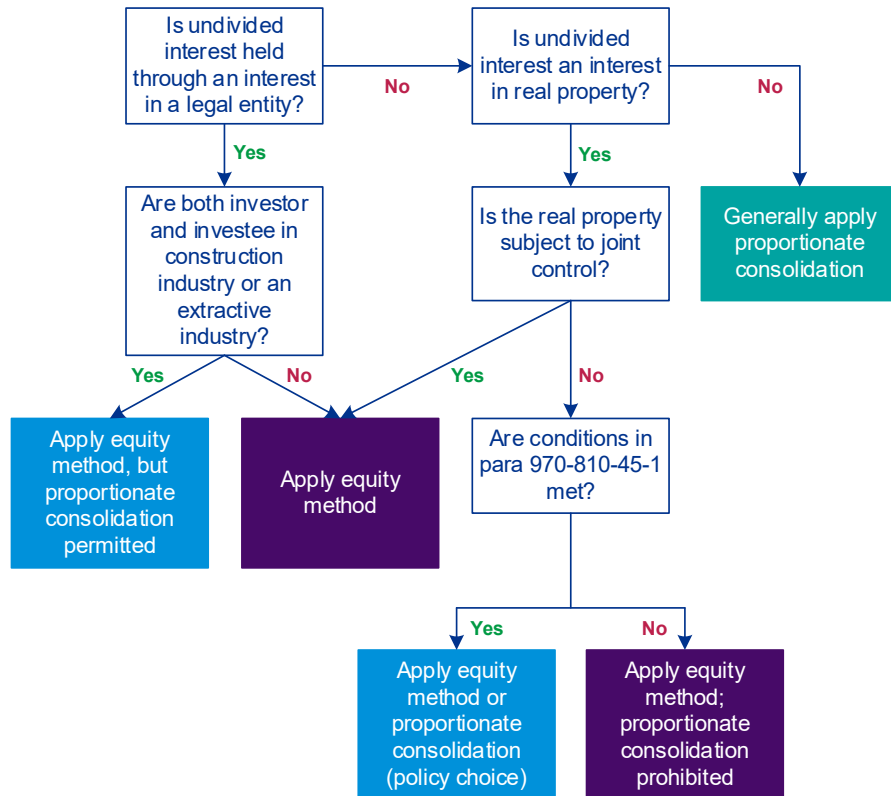 Is undivided
interest held
through an interest
in a legal entity?
No
Is undivided
interest an interest
in real property?
No
Yes
Yes
Are both investor
and investee in
construction
industry or an
extractive
industry?
Is the real property
subject to joint
control?
Generally apply
proportionate
consolidation
Yes
No
Yes
No
Apply equity
method, but
proportionate
consolidation
permitted
Apply equity
method
Are conditions in
para 970-810-45-1
met?
Yes
No
Apply equity
method or
proportionate
consolidation
(policy choice)
Apply equity
method;
proportionate
consolidation
prohibited